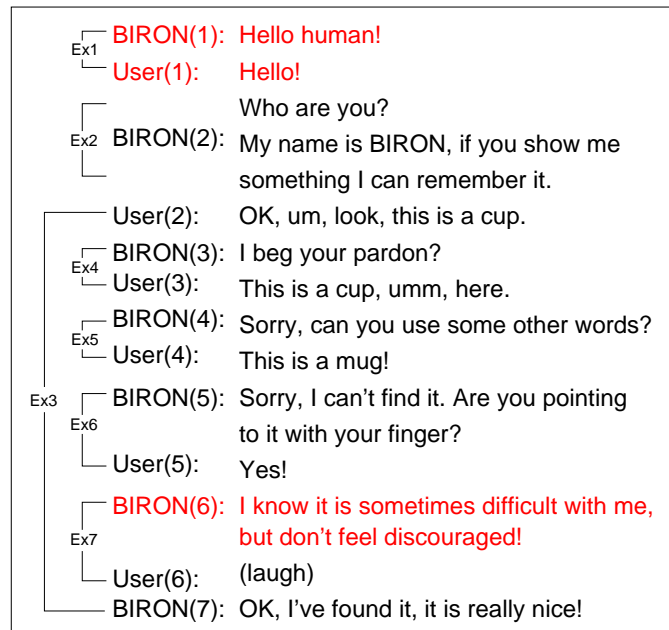 Ex1
BIRON(1): Hello human!
User(1): Hello!
Who are you?
Ex2
BIRON(2): My name is BIRON, if you show me
something I can remember it.
User(2): OK, um, look, this is a cup.
BIRON(3): I beg your pardon?
Ex4
User(3): This is a cup, umm, here.
BIRON(4): Sorry, can you use some other words?
Ex5
User(4): This is a mug!
Ex3
BIRON(5): Sorry, I can't find it. Are you pointing
Ex6
to it with your finger?
User(5): Yes!
BIRON(6): I know it is sometimes difficult with me,
but don't feel discouraged!
Ex7
User(6): (laugh)
BIRON(7): OK, I've found it, it is really nice!